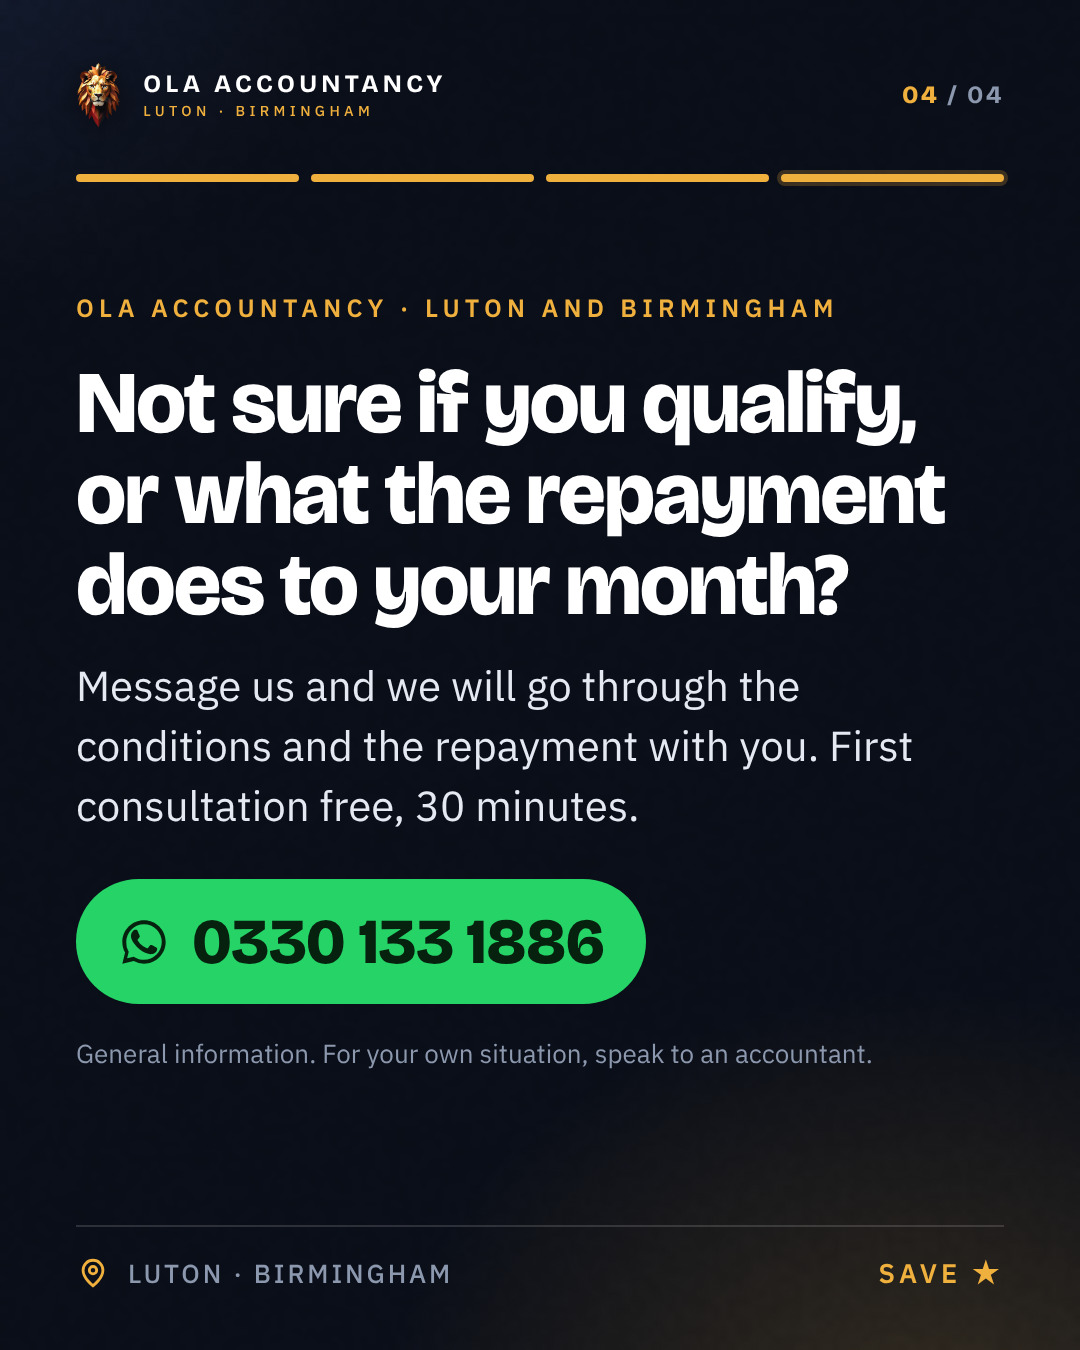 OLA ACCOUNTANCY
LUTON · BIRMINGHAM
04 / 04
OLA ACCOUNTANCY · LUTON AND BIRMINGHAM
Not sure if you qualify,
or what the repayment
does to your month?
Message us and we will go through the
conditions and the repayment with you. First
consultation free, 30 minutes.
0330 133 1886
General information. For your own situation, speak to an accountant.
LUTON · BIRMINGHAM
SAVE ★